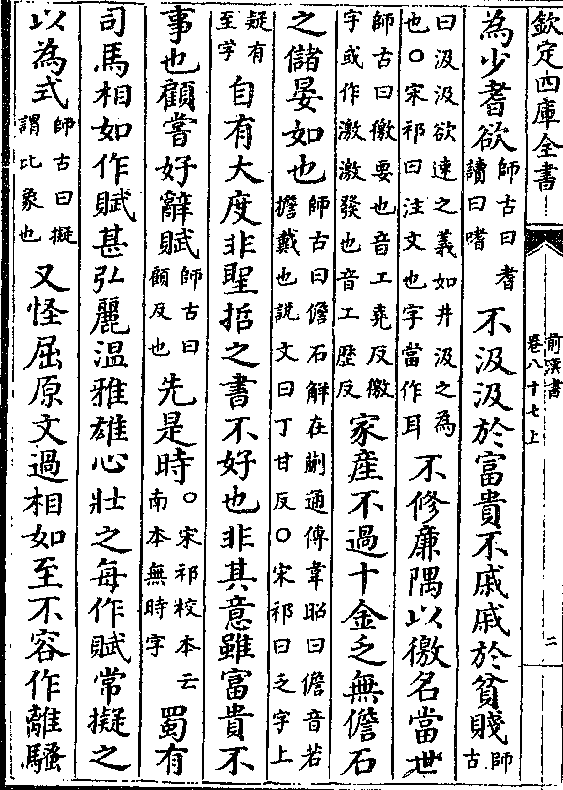 欽定四庫全書
前漢書
卷八十七上
二
為少耆欲師古曰耆讀曰嗜不汲汲於富貴不戚戚於貧賤師古
曰汲汲欲速之義如井汲之為也○宋祁曰注文也字當作耳不修廉隅以徼名當世
師古曰徼要也音工堯反徼字或作激激發也音工歷反家産不過十金乏無儋石
之儲晏如也師古曰儋石解在蒯通傳韋昭曰儋音若擔戴也説文曰丁甘反○宋祁曰乏字上
疑有至字自有大度非聖哲之書不好也非其意雖富貴不
事也顧嘗好辭賦師古曰顧反也先是時○宋祁校本云南本無時字蜀有
司馬相如作賦甚弘麗温雅雄心壯之每作賦常擬之
以為式師古曰擬謂比象也又怪屈原文過相如至不容作離騷